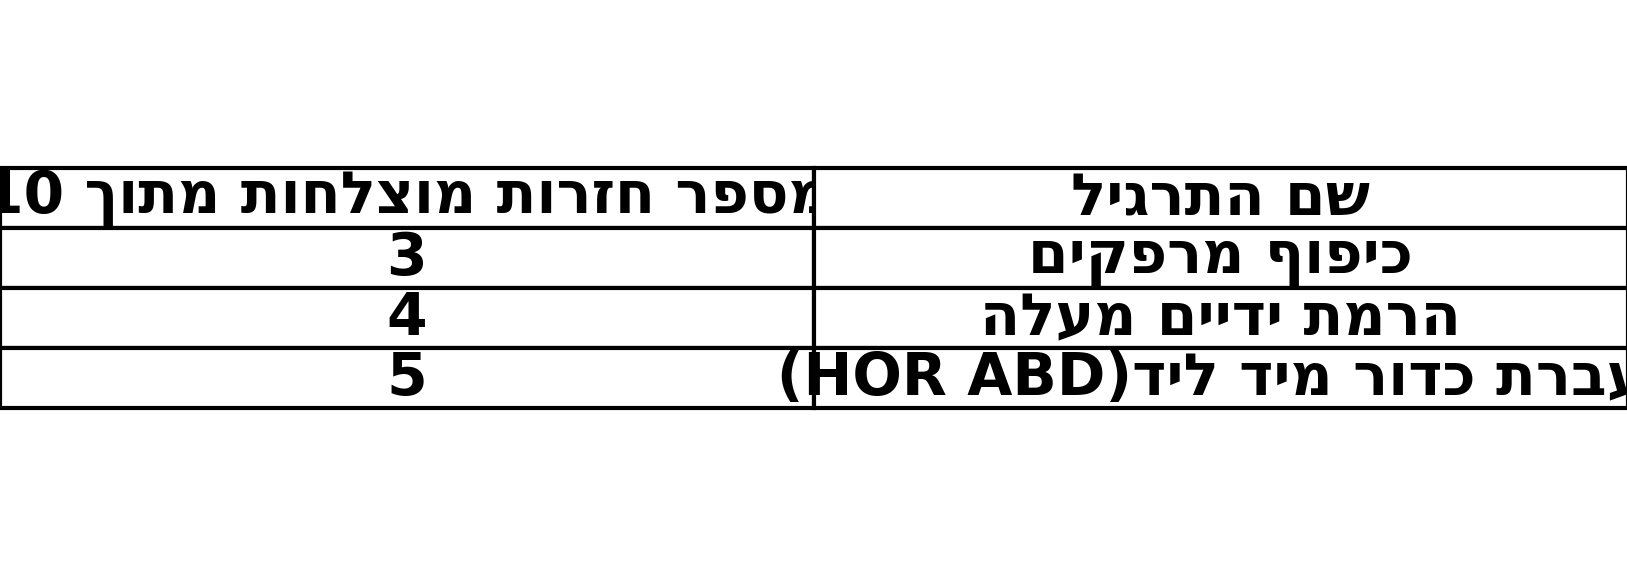 שם התרגיל מספר חזרות מוצלחות מתוך 10
כיפוף מרפקים 3
הרמת ידיים מעלה 4
עברת כדור מיד ליד(HOR ABD) 5